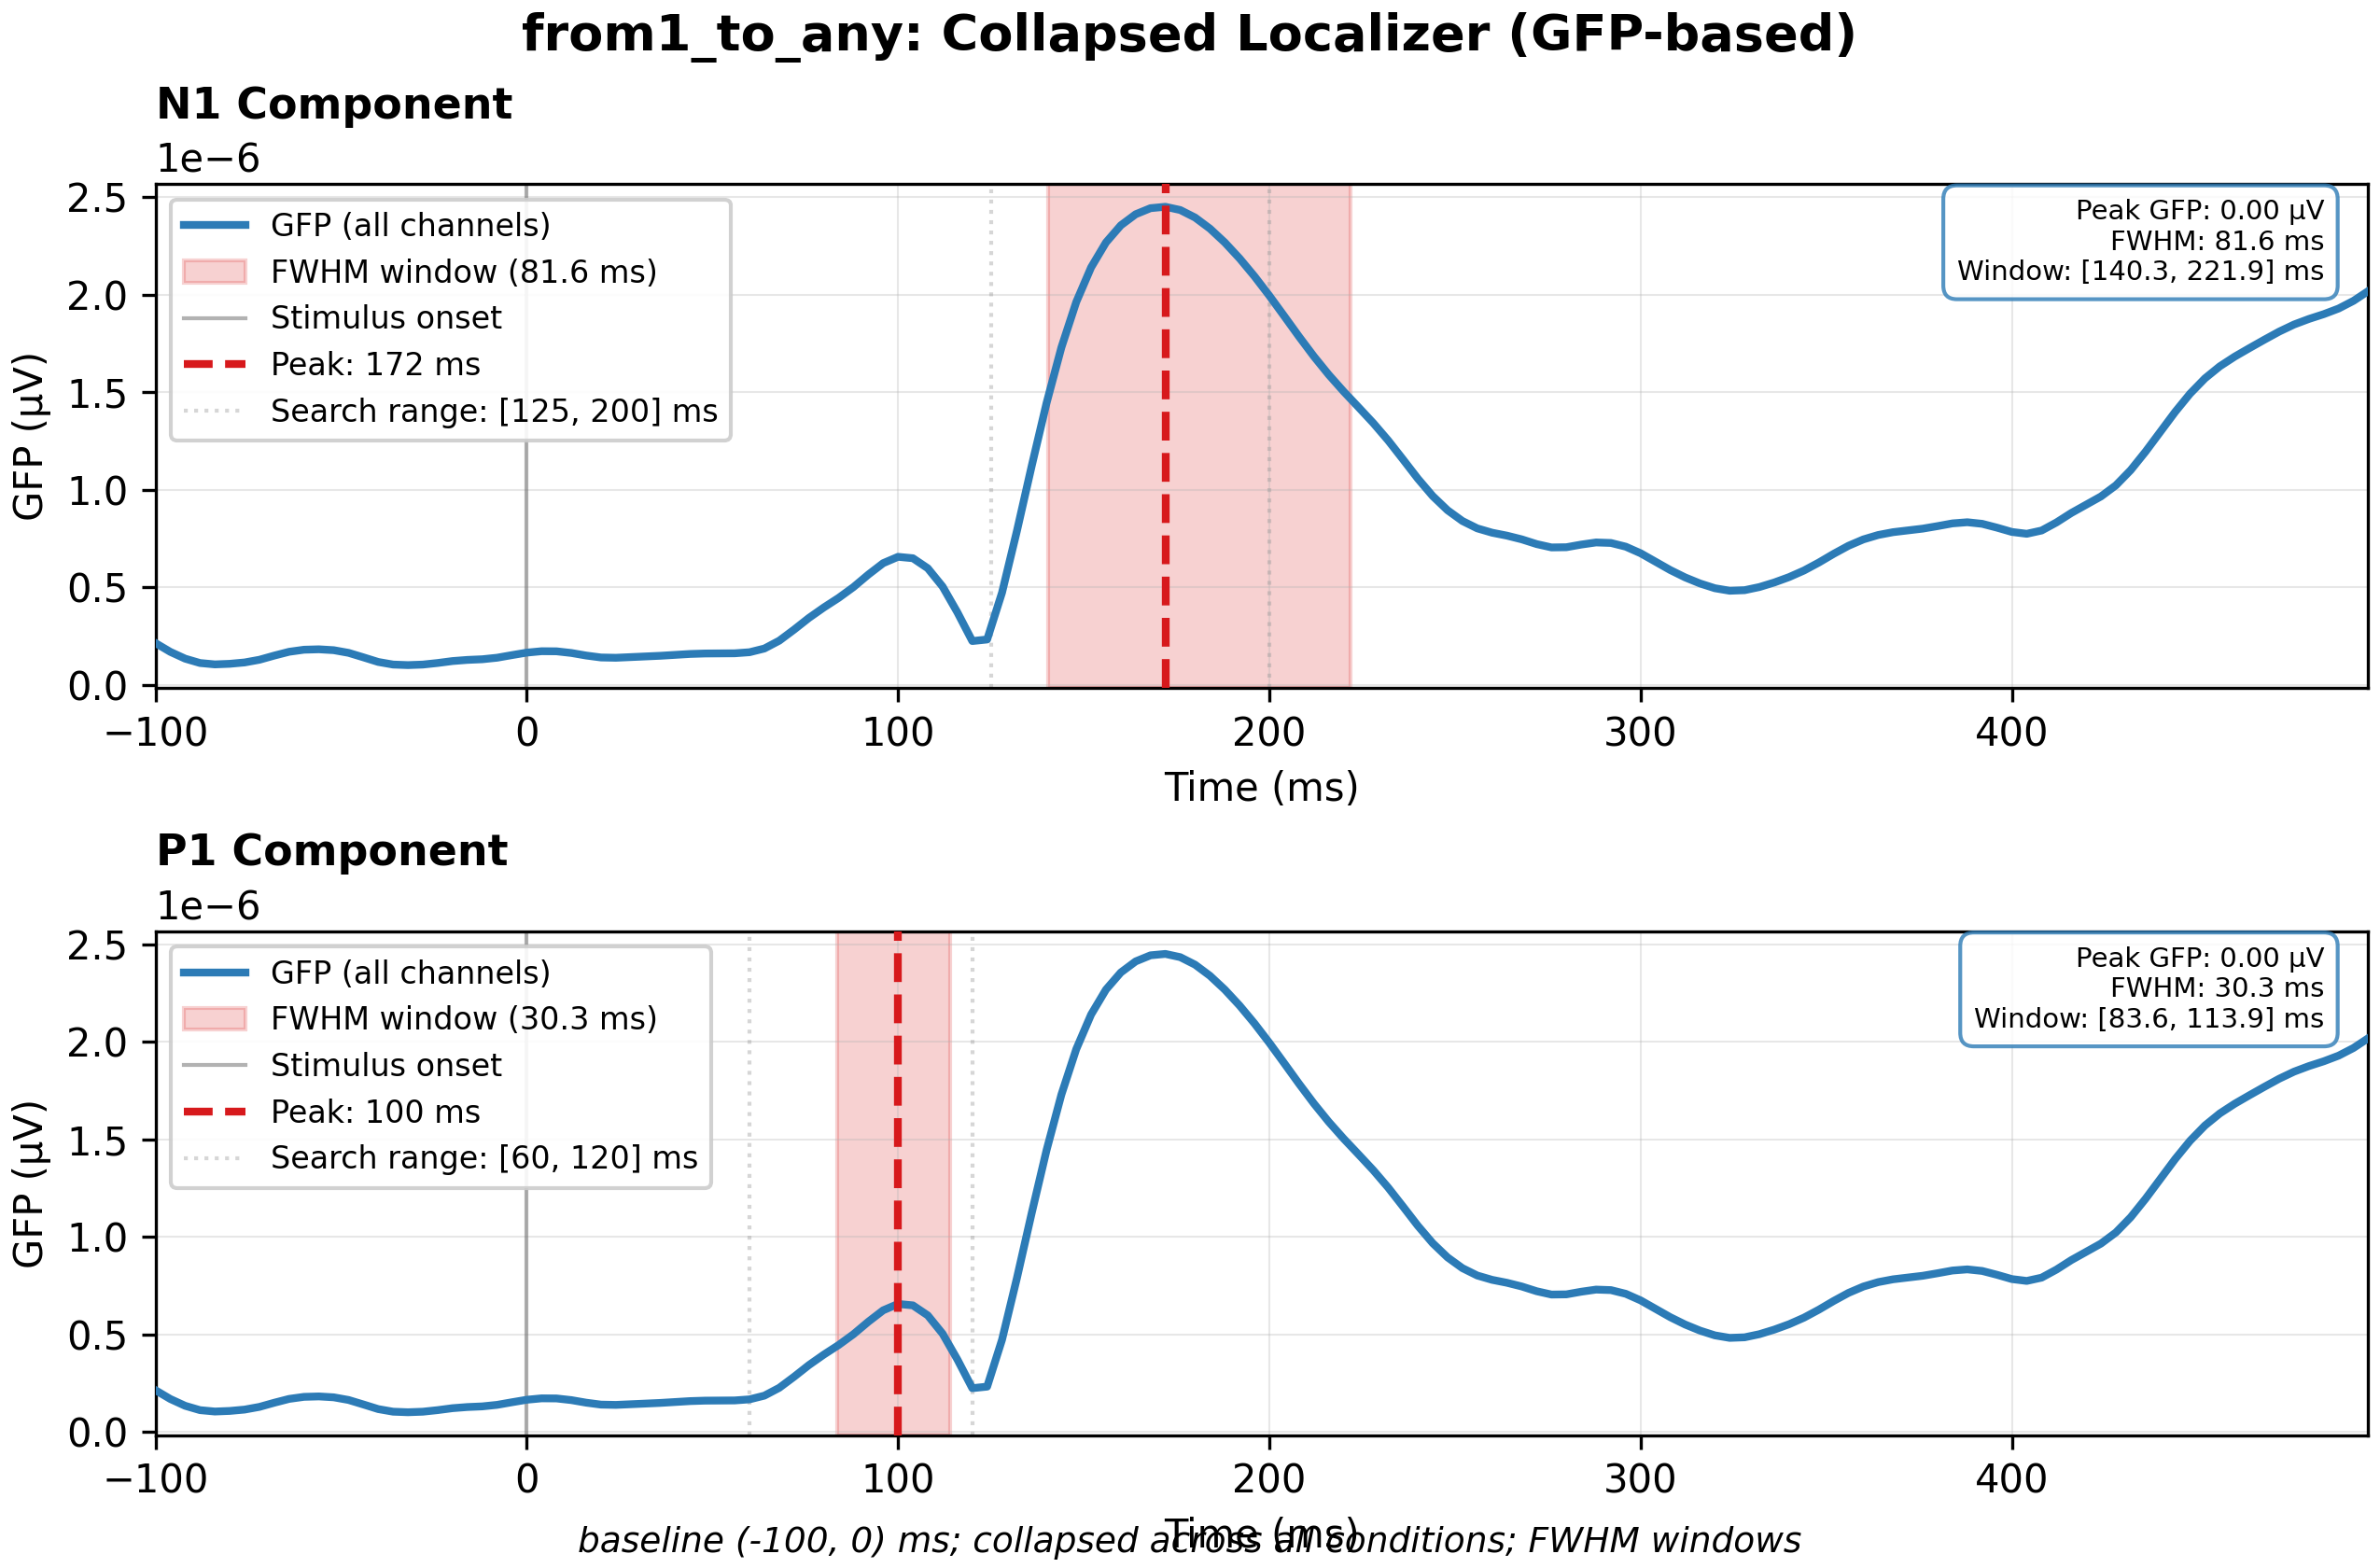 from1_to_any: Collapsed Localizer (GFP-based)
N1 Component
1e−6
2.5
2.0
1.5
1.0
0.5
0.0
GFP (µV)
GFP (all channels)
FWHM window (81.6 ms)
Stimulus onset
Peak: 172 ms
Search range: [125, 200] ms
Peak GFP: 0.00 µV
FWHM: 81.6 ms
Window: [140.3, 221.9] ms
−100 0 100 200 300 400
Time (ms)
P1 Component
1e−6
2.5
2.0
1.5
1.0
0.5
0.0
GFP (µV)
GFP (all channels)
FWHM window (30.3 ms)
Stimulus onset
Peak: 100 ms
Search range: [60, 120] ms
Peak GFP: 0.00 µV
FWHM: 30.3 ms
Window: [83.6, 113.9] ms
−100 0 100 200 300 400
Time (ms)
baseline (-100, 0) ms; collapsed across all conditions; FWHM windows